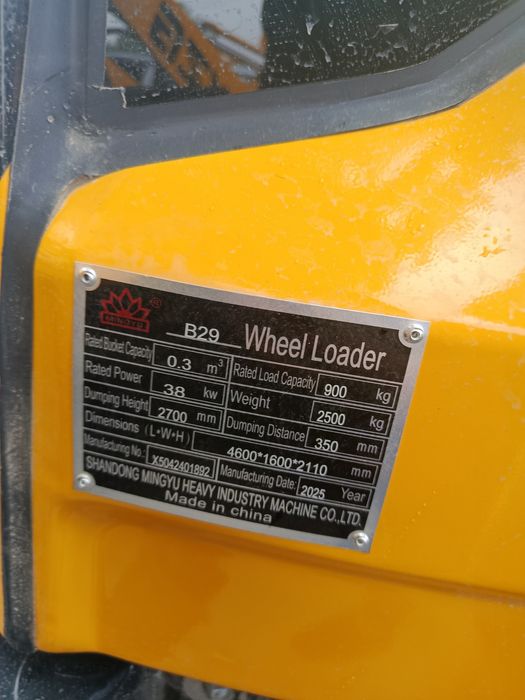 B29
MINGYU
B29 Wheel Loader
Rated Bucket Capacity 0.3 m³ Rated Load Capacity 900 kg
Rated Power 38 kw Weight 2500 kg
Dumping Height 2700 mm Dumping Distance 350 mm
Dimensions (L·W·H) 4600*1600*2110 mm
Manufacturing No.: X5042401892 Manufacturing Date: 2025 Year
SHANDONG MINGYU HEAVY INDUSTRY MACHINE CO.,LTD.
Made in china